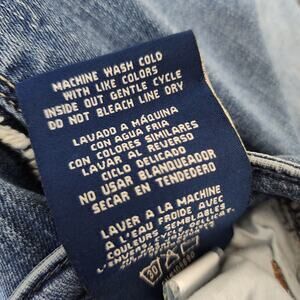 MACHINE WASH COLD
WITH LIKE COLORS
INSIDE OUT GENTLE CYCLE
DO NOT BLEACH LINE DRY
LAVADO A MÁQUINA
CON AGUA FRIA
CON COLORES SIMILARES
LAVAR AL REVERSO
CICLO DELICADO
NO USAR BLANQUEADOR
SECAR EN TENDEDERO
LAVER A LA MACHINE
A L'EAU FROIDE AVEC
COULEURS SEMBLABLES
30